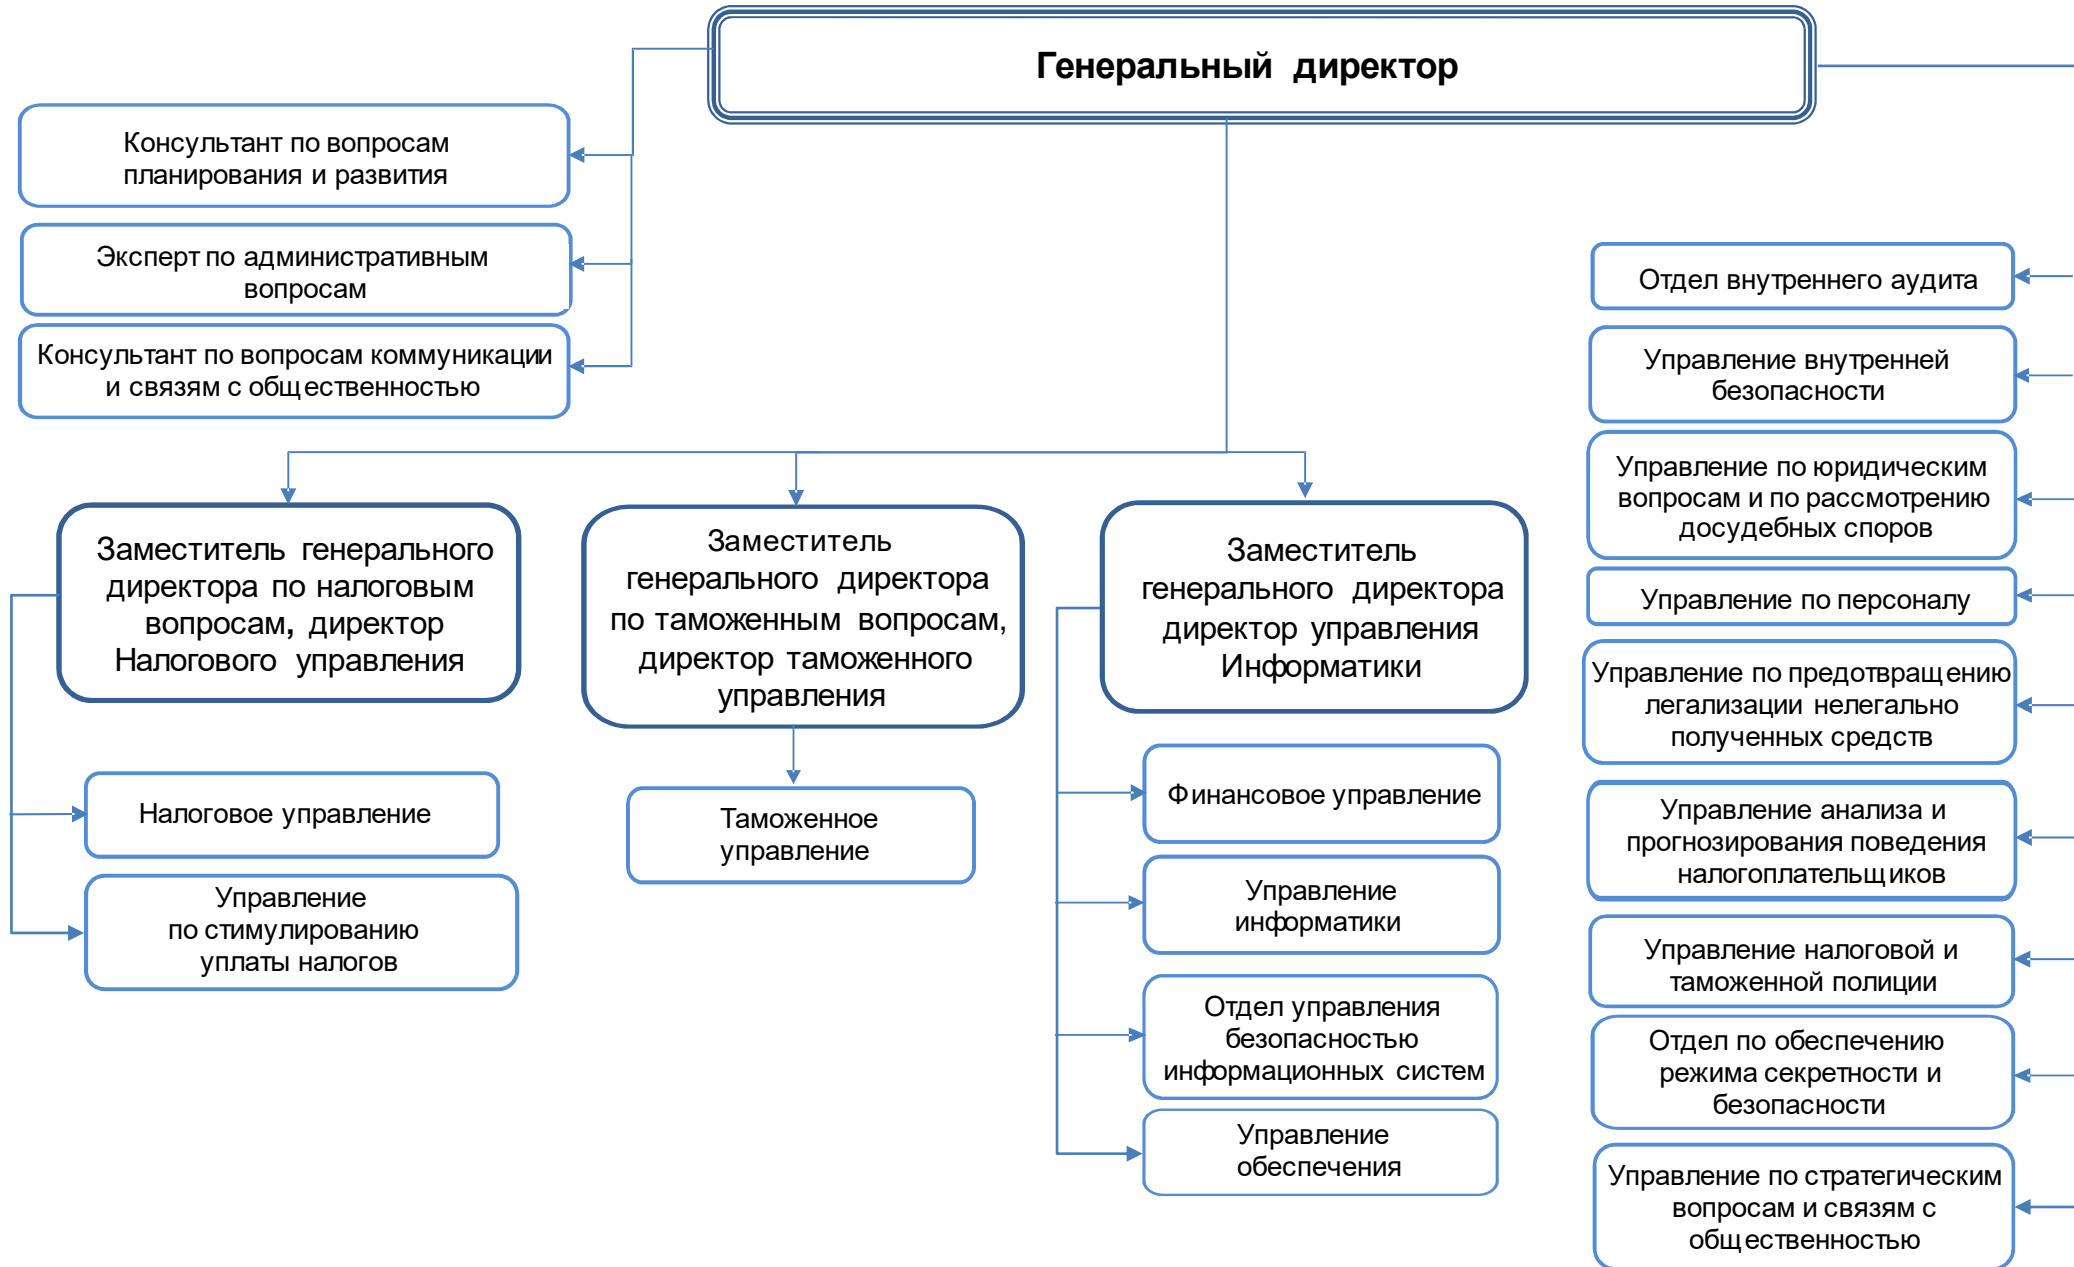 Генеральный директор
Консультант по вопросам
планирования и развития
Эксперт по административным
вопросам
Консультант по вопросам коммуникации
и связям с общественностью
Отдел внутреннего аудита
Управление внутренней
безопасности
Управление по юридическим
вопросам и по рассмотрению
досудебных споров
Управление по персоналу
Управление по предотвращению
легализации нелегально
полученных средств
Управление анализа и
прогнозирования поведения
налогоплательщиков
Управление налоговой и
таможенной полиции
Отдел по обеспечению
режима секретности и
безопасности
Управление по стратегическим
вопросам и связям с
общественностью
Заместитель генерального
директора по налоговым
вопросам, директор
Налогового управления
Налоговое управление
Управление
по стимулированию
уплаты налогов
Заместитель
генерального директора
по таможенным вопросам,
директор таможенного
управления
Таможенное
управление
Заместитель
генерального директора
директор управления
Информатики
Финансовое управление
Управление
информатики
Отдел управления
безопасностью
информационных систем
Управление
обеспечения